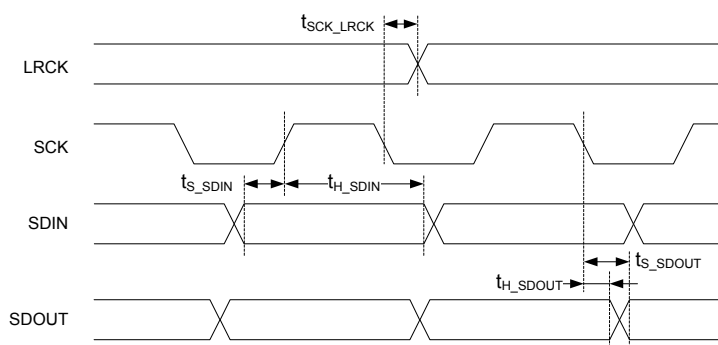 tSCK_LRCK
LRCK
SCK
tS_SDIN tH_SDIN
SDIN
tS_SDOUT
tH_SDOUT
SDOUT